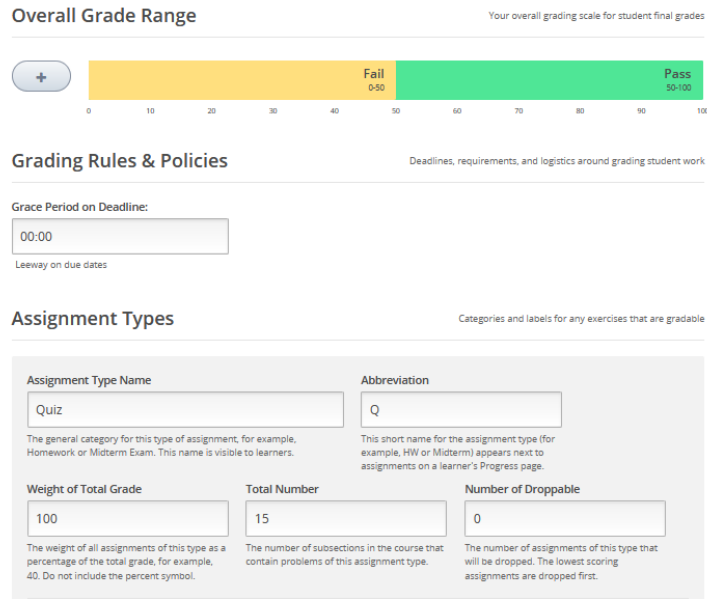 Overall Grade Range
Your overall grading scale for student final grades
+
Fail
0-50
Pass
50-100
0 10 20 30 40 50 60 70 80 90
Grading Rules & Policies
Deadlines, requirements, and logistics around grading student work
Grace Period on Deadline:
00:00
Leeway on due dates
Assignment Types
Categories and labels for any exercises that are gradable
Assignment Type Name
Quiz
The general category for this type of assignment, for example,
Homework or Midterm Exam. This name is visible to learners.
Abbreviation
Q
This short name for the assignment type (for
example, HW or Midterm) appears next to
assignments on a learner's Progress page.
Weight of Total Grade
100
The weight of all assignments of this type as a
percentage of the total grade, for example,
40. Do not include the percent symbol.
Total Number
15
The number of subsections in the course that
contain problems of this assignment type.
Number of Droppable
0
The number of assignments of this type that
will be dropped. The lowest scoring
assignments are dropped first.